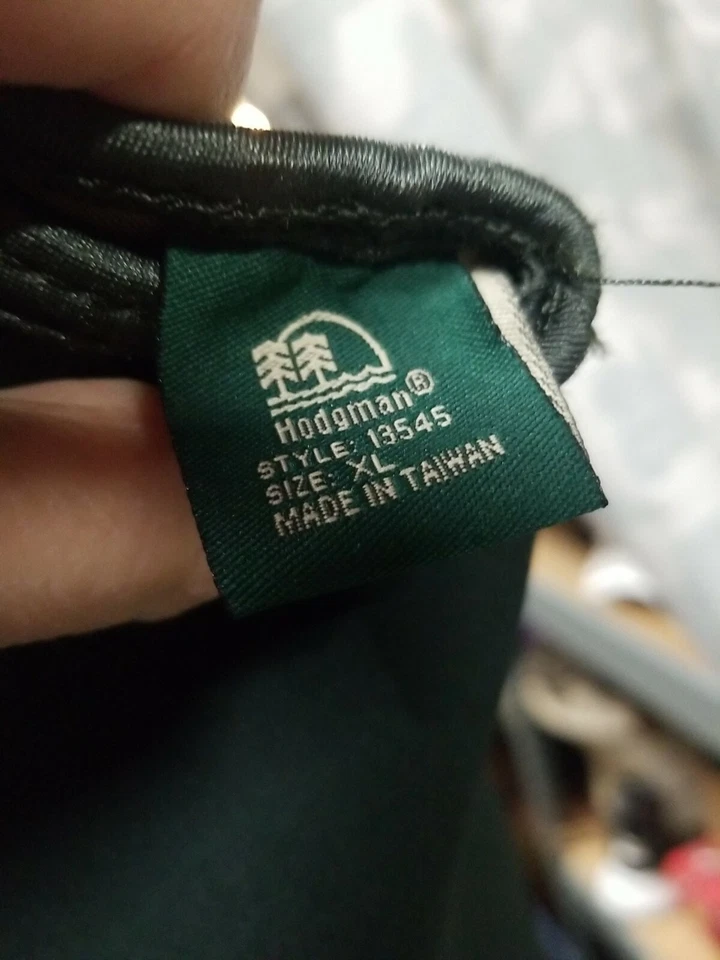 Hodgman®
STYLE: 13545
SIZE: XL
MADE IN TAIWAN